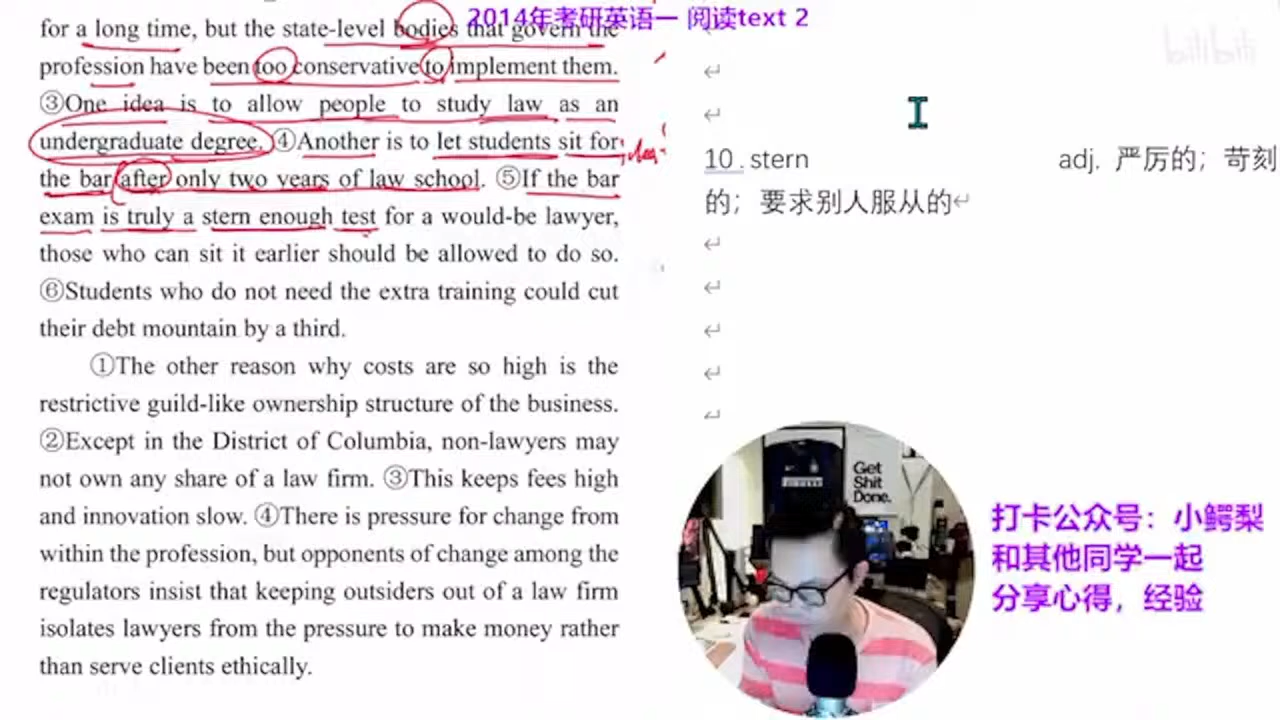 2014年考研英语一 阅读text 2
for a long time, but the state-level bodies that govern the
profession have been too conservative to implement them.
③One idea is to allow people to study law as an
undergraduate degree. ④Another is to let students sit for
idea
the bar after only two years of law school. ⑤If the bar
exam is truly a stern enough test for a would-be lawyer,
those who can sit it earlier should be allowed to do so.
⑥Students who do not need the extra training could cut
their debt mountain by a third.
①The other reason why costs are so high is the
restrictive guild-like ownership structure of the business.
②Except in the District of Columbia, non-lawyers may
not own any share of a law firm. ③This keeps fees high
and innovation slow. ④There is pressure for change from
within the profession, but opponents of change among the
regulators insist that keeping outsiders out of a law firm
isolates lawyers from the pressure to make money rather
than serve clients ethically.
bilibili
10 . stern adj. 严厉的；苛刻
的；要求别人服从的
Get
Shit
Done.
打卡公众号：小鳄梨
和其他同学一起
分享心得，经验